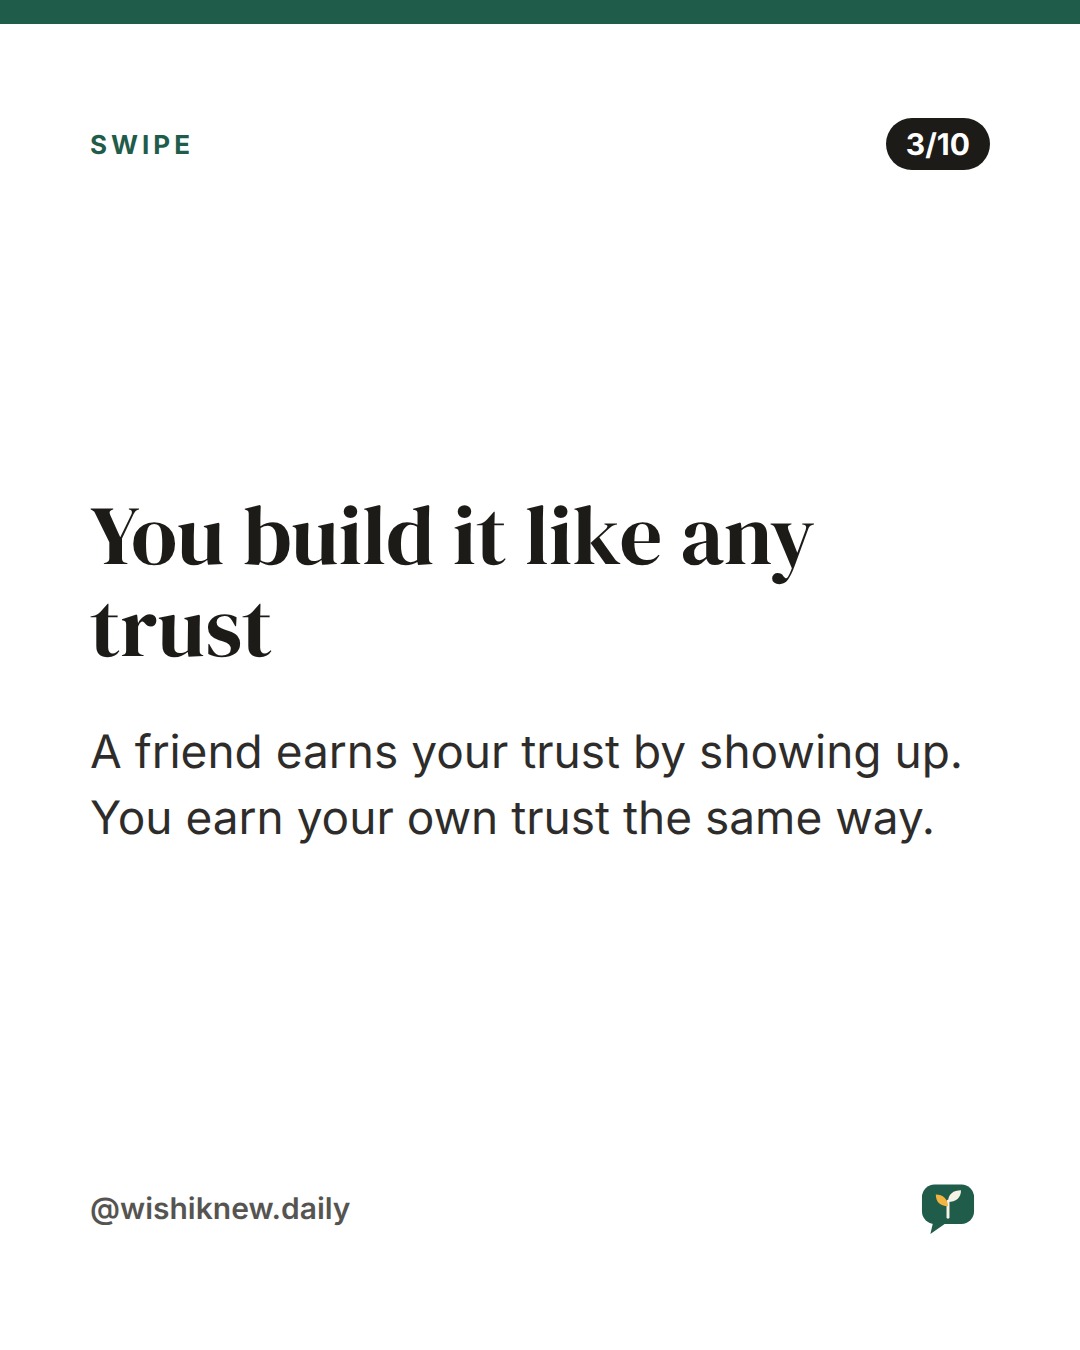 SWIPE
3/10
You build it like any
trust
A friend earns your trust by showing up.
You earn your own trust the same way.
@wishiknew.daily